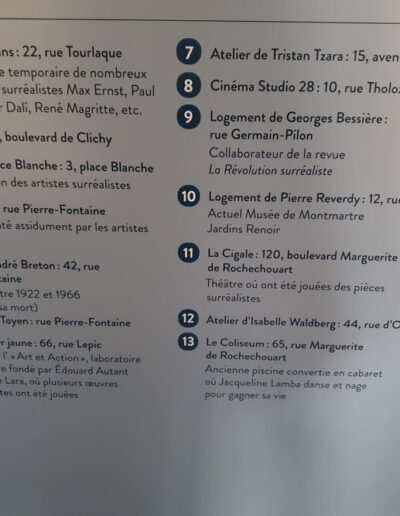 ns : 22, rue Tourlaque
e temporaire de nombreux
surréalistes Max Ernst, Paul
r Dalí, René Magritte, etc.
, boulevard de Clichy
ce Blanche : 3, place Blanche
on des artistes surréalistes
rue Pierre-Fontaine
té assidument par les artistes
ndré Breton : 42, rue
taine
tre 1922 et 1966
sa mort)
Toyen : rue Pierre-Fontaine
r jaune : 66, rue Lepic
l' « Art et Action », laboratoire
re fondé par Édouard Autant
e Lara, où plusieurs œuvres
tes ont été jouées
7 Atelier de Tristan Tzara : 15, aven
8 Cinéma Studio 28 : 10, rue Tholo
9 Logement de Georges Bessière :
rue Germain-Pilon
Collaborateur de la revue
La Révolution surréaliste
10 Logement de Pierre Reverdy : 12, ru
Actuel Musée de Montmartre
Jardins Renoir
11 La Cigale : 120, boulevard Marguerite
de Rochechouart
Théâtre où ont été jouées des pièces
surréalistes
12 Atelier d'Isabelle Waldberg : 44, rue d'O
13 Le Coliseum : 65, rue Marguerite
de Rochechouart
Ancienne piscine convertie en cabaret
où Jacqueline Lamba danse et nage
pour gagner sa vie